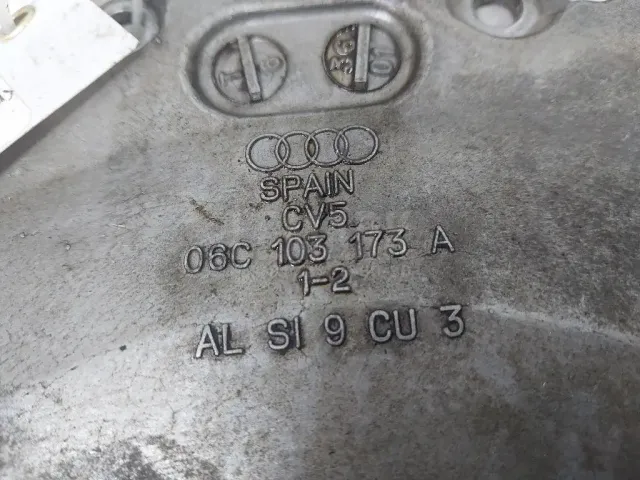 SPAIN
CV5
06C 103 173 A
1-2
AL SI 9 CU 3